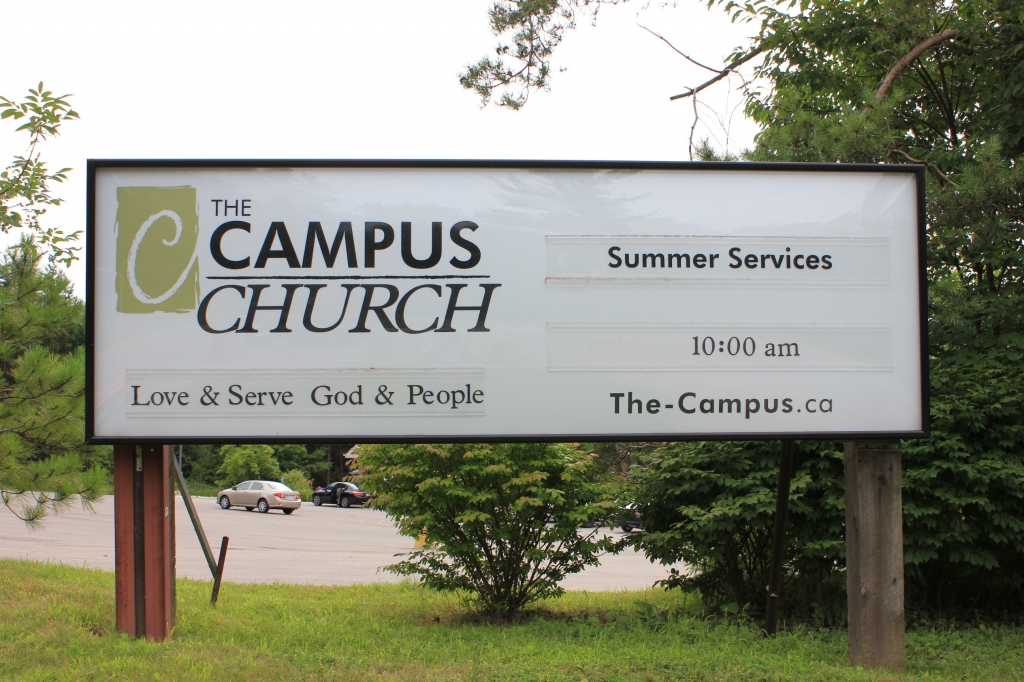 THE
CAMPUS
CHURCH
Love & Serve God & People
Summer Services
10:00 am
The-Campus.ca